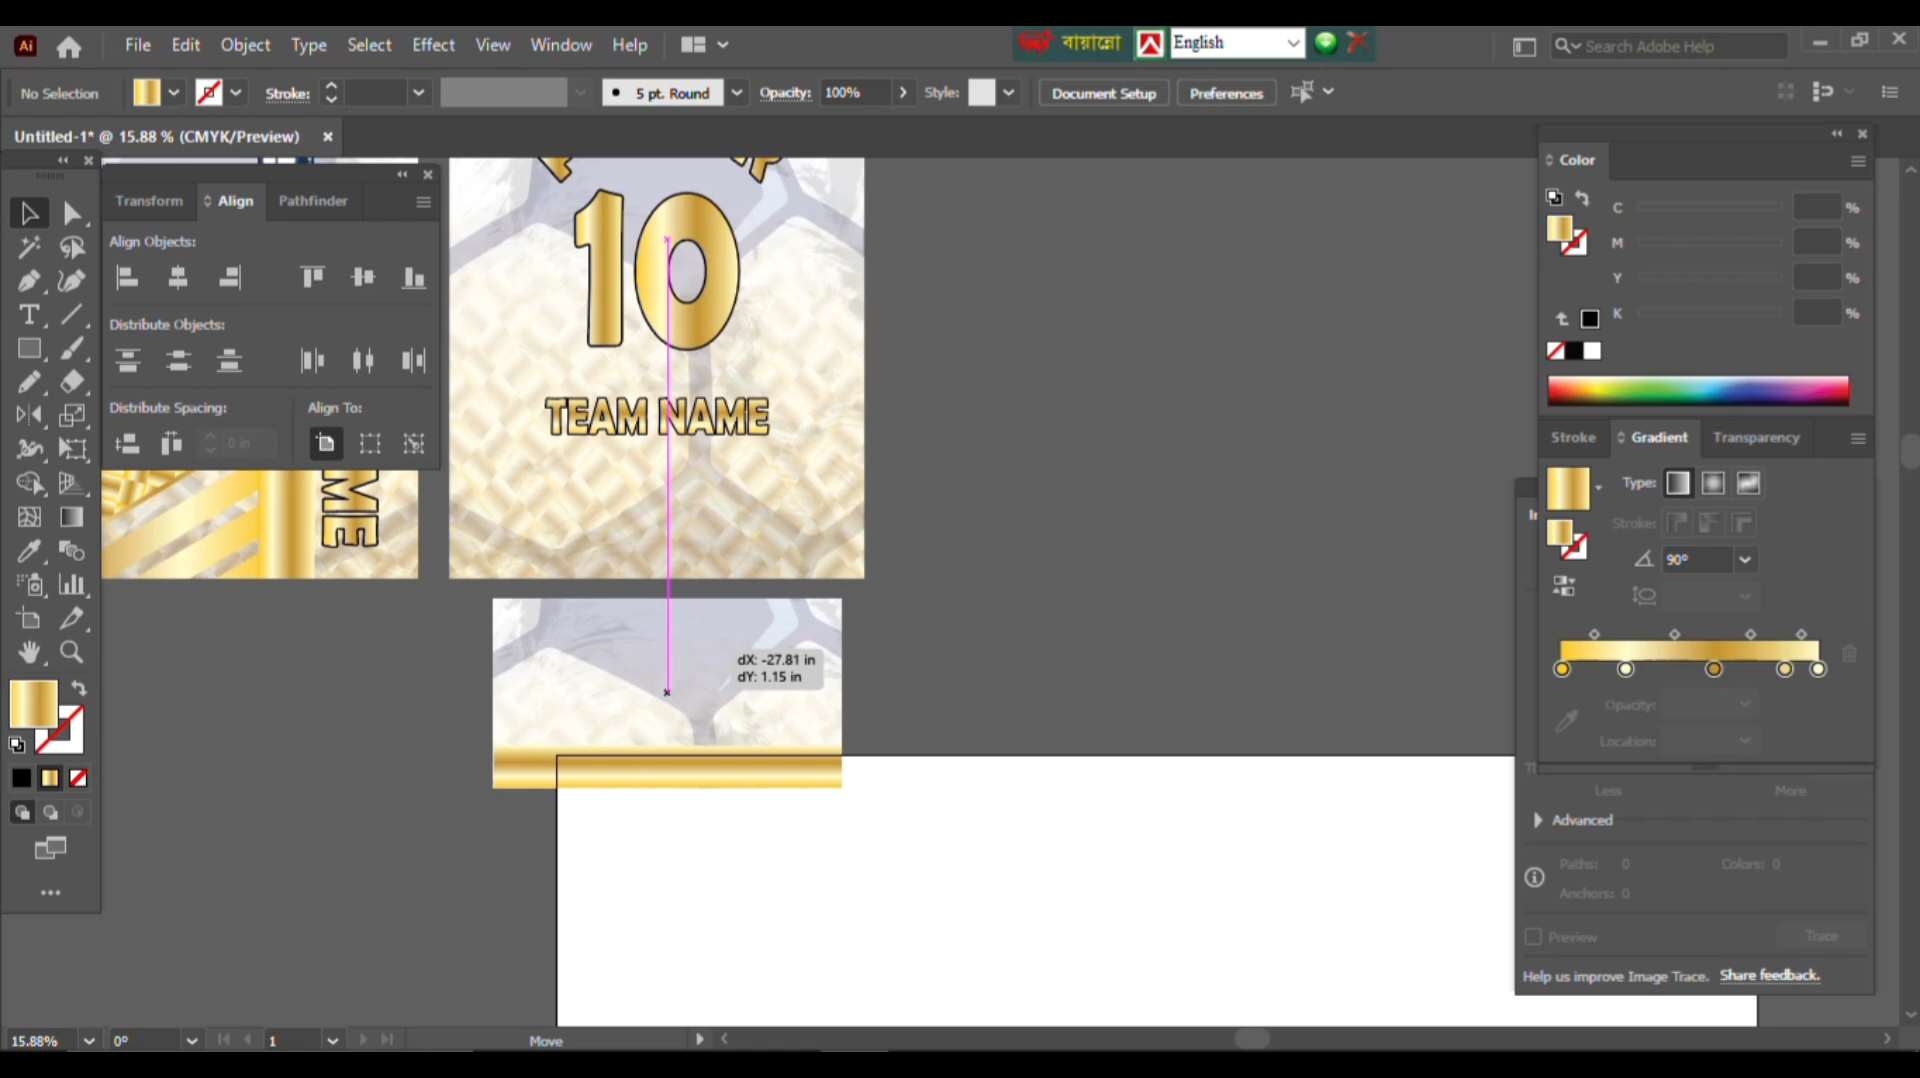 Ai File Edit Object Type Select Effect View Window Help বায়ান্নো English Search Adobe Help
No Selection Stroke: 5 pt. Round Opacity: 100% Style: Document Setup Preferences
Untitled-1* @ 15.88 % (CMYK/Preview)
Transform Align Pathfinder
Align Objects:
Distribute Objects:
Distribute Spacing: Align To:
0 in
10
TEAM NAME
ME
dX: -27.81 in
dY: 1.15 in
Color
C %
M %
Y %
K %
Stroke Gradient Transparency
Type:
Stroke:
90°
Opacity:
Location:
Less More
Advanced
Paths: 0 Colors: 0
Anchors: 0
Preview Trace
Help us improve Image Trace. Share feedback.
15.88% 0° 1 Move